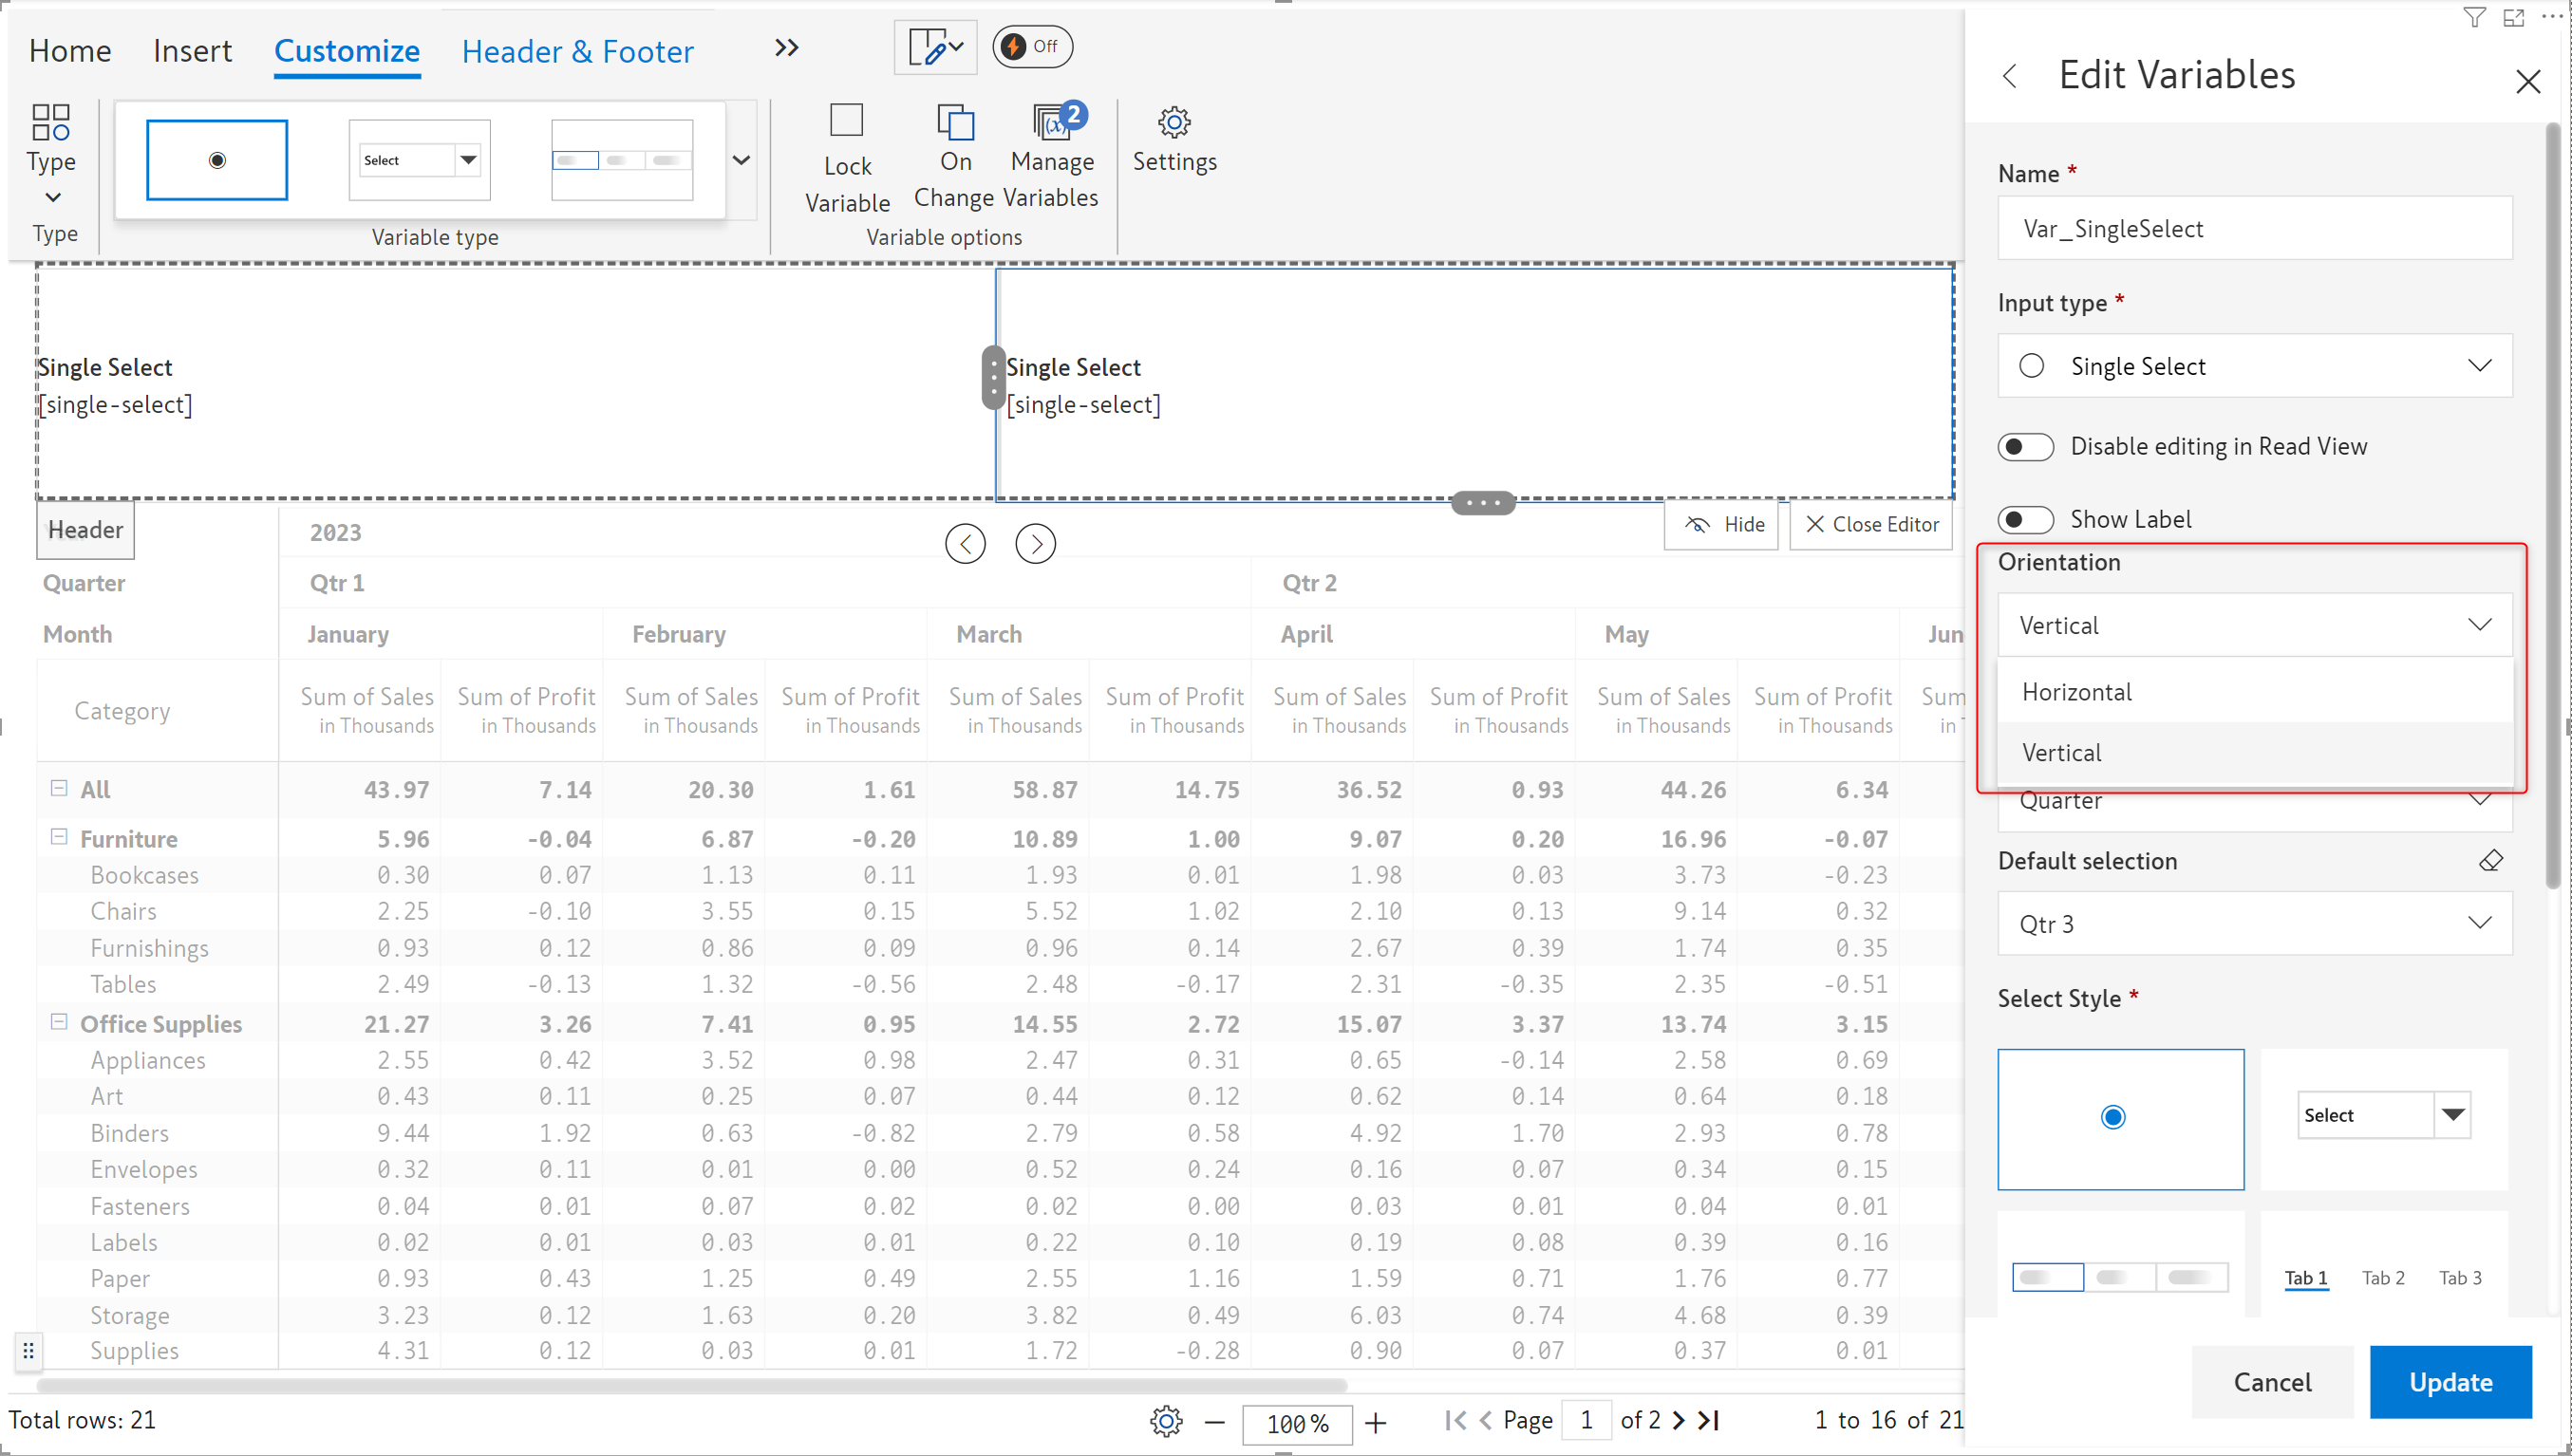 Home Insert Customize Header & Footer Off
Type
Type
Select
Variable type
Lock Variable
On Change
2
(x)
Manage Variables
Variable options
Settings
Single Select
[single-select]
Single Select
[single-select]
Header
Hide
Close Editor
2023
Quarter Qtr 1 Qtr 2
Month January February March April May Jun
Category Sum of Sales Sum of Profit Sum of Sales Sum of Profit Sum of Sales Sum of Profit Sum of Sales Sum of Profit Sum of Sales Sum of Profit Sum
in Thousands in Thousands in Thousands in Thousands in Thousands in Thousands in Thousands in Thousands in Thousands in Thousands in
All 43.97 7.14 20.30 1.61 58.87 14.75 36.52 0.93 44.26 6.34
Furniture 5.96 -0.04 6.87 -0.20 10.89 1.00 9.07 0.20 16.96 -0.07
Bookcases 0.30 0.07 1.13 0.11 1.93 0.01 1.98 0.03 3.73 -0.23
Chairs 2.25 -0.10 3.55 0.15 5.52 1.02 2.10 0.13 9.14 0.32
Furnishings 0.93 0.12 0.86 0.09 0.96 0.14 2.67 0.39 1.74 0.35
Tables 2.49 -0.13 1.32 -0.56 2.48 -0.17 2.31 -0.35 2.35 -0.51
Office Supplies 21.27 3.26 7.41 0.95 14.55 2.72 15.07 3.37 13.74 3.15
Appliances 2.55 0.42 3.52 0.98 2.47 0.31 0.65 -0.14 2.58 0.69
Art 0.43 0.11 0.25 0.07 0.44 0.12 0.62 0.14 0.64 0.18
Binders 9.44 1.92 0.63 -0.82 2.79 0.58 4.92 1.70 2.93 0.78
Envelopes 0.32 0.11 0.01 0.00 0.52 0.24 0.16 0.07 0.34 0.15
Fasteners 0.04 0.01 0.07 0.02 0.02 0.00 0.03 0.01 0.04 0.01
Labels 0.02 0.01 0.03 0.01 0.22 0.10 0.19 0.08 0.39 0.16
Paper 0.93 0.43 1.25 0.49 2.55 1.16 1.59 0.71 1.76 0.77
Storage 3.23 0.12 1.63 0.20 3.82 0.49 6.03 0.74 4.68 0.39
Supplies 4.31 0.12 0.03 0.01 1.72 -0.28 0.90 0.07 0.37 0.01
Total rows: 21 100% Page 1 of 2 1 to 16 of 21
Edit Variables
Name *
Var_SingleSelect
Input type *
Single Select
Disable editing in Read View
Show Label
Orientation
Vertical
Horizontal
Vertical
Quarter
Default selection
Qtr 3
Select Style *
Select
Tab 1 Tab 2 Tab 3
Cancel Update